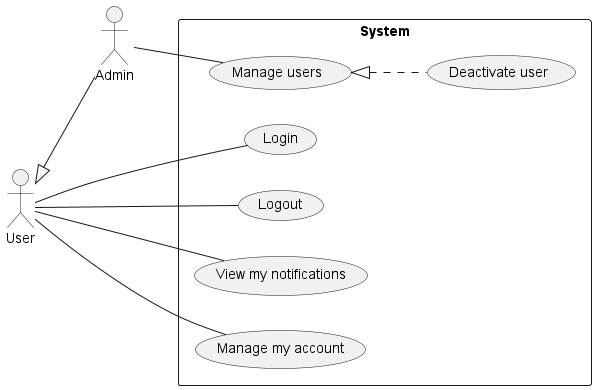 System
Admin
Manage users
Deactivate user
Login
User
Logout
View my notifications
Manage my account